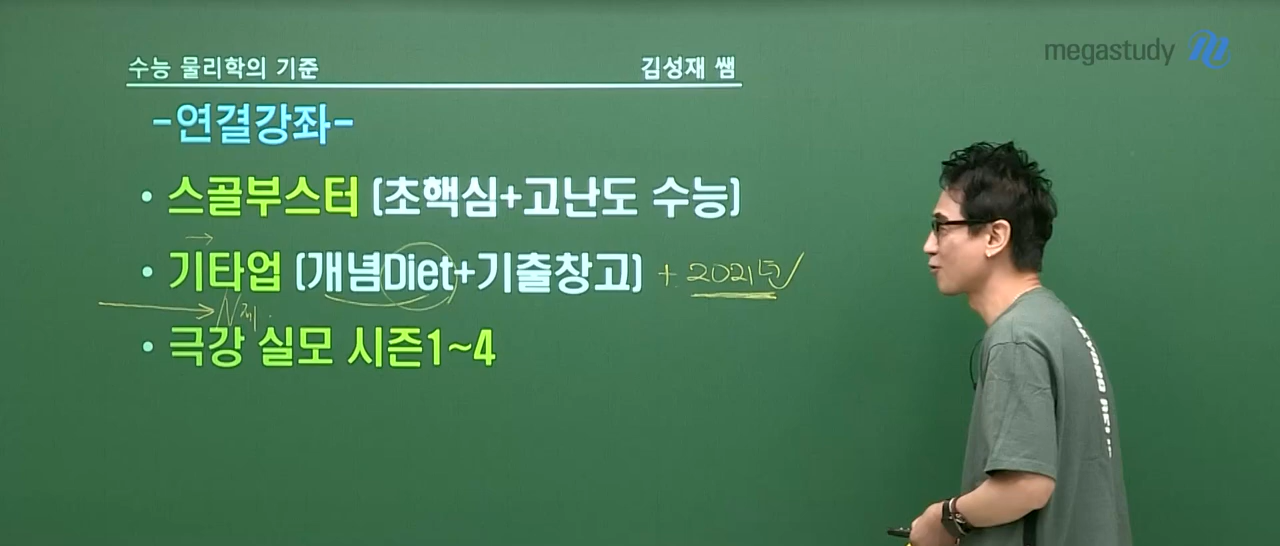 megastudy
수능 물리학의 기준 김성재 쌤
-연결강좌-
• 스골부스터 (초핵심+고난도 수능)
• 기타업 (개념Diet+기출창고) + 2021년
N제.
• 극강 실모 시즌1~4